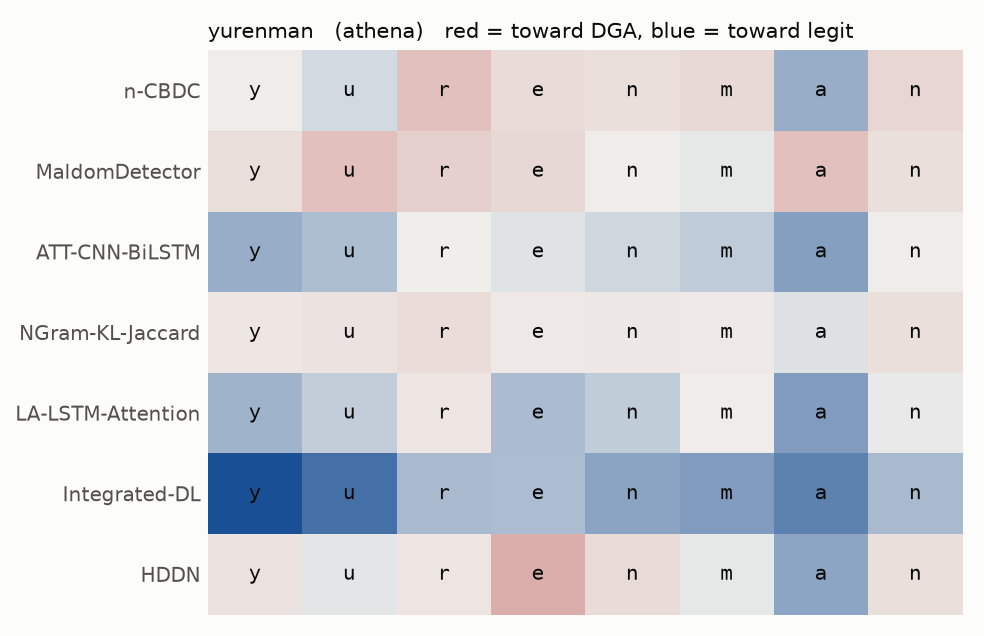 yurenman (athena) red = toward DGA, blue = toward legit
n-CBDC y u r e n m a n
MaldomDetector y u r e n m a n
ATT-CNN-BiLSTM y u r e n m a n
NGram-KL-Jaccard y u r e n m a n
LA-LSTM-Attention y u r e n m a n
Integrated-DL y u r e n m a n
HDDN y u r e n m a n